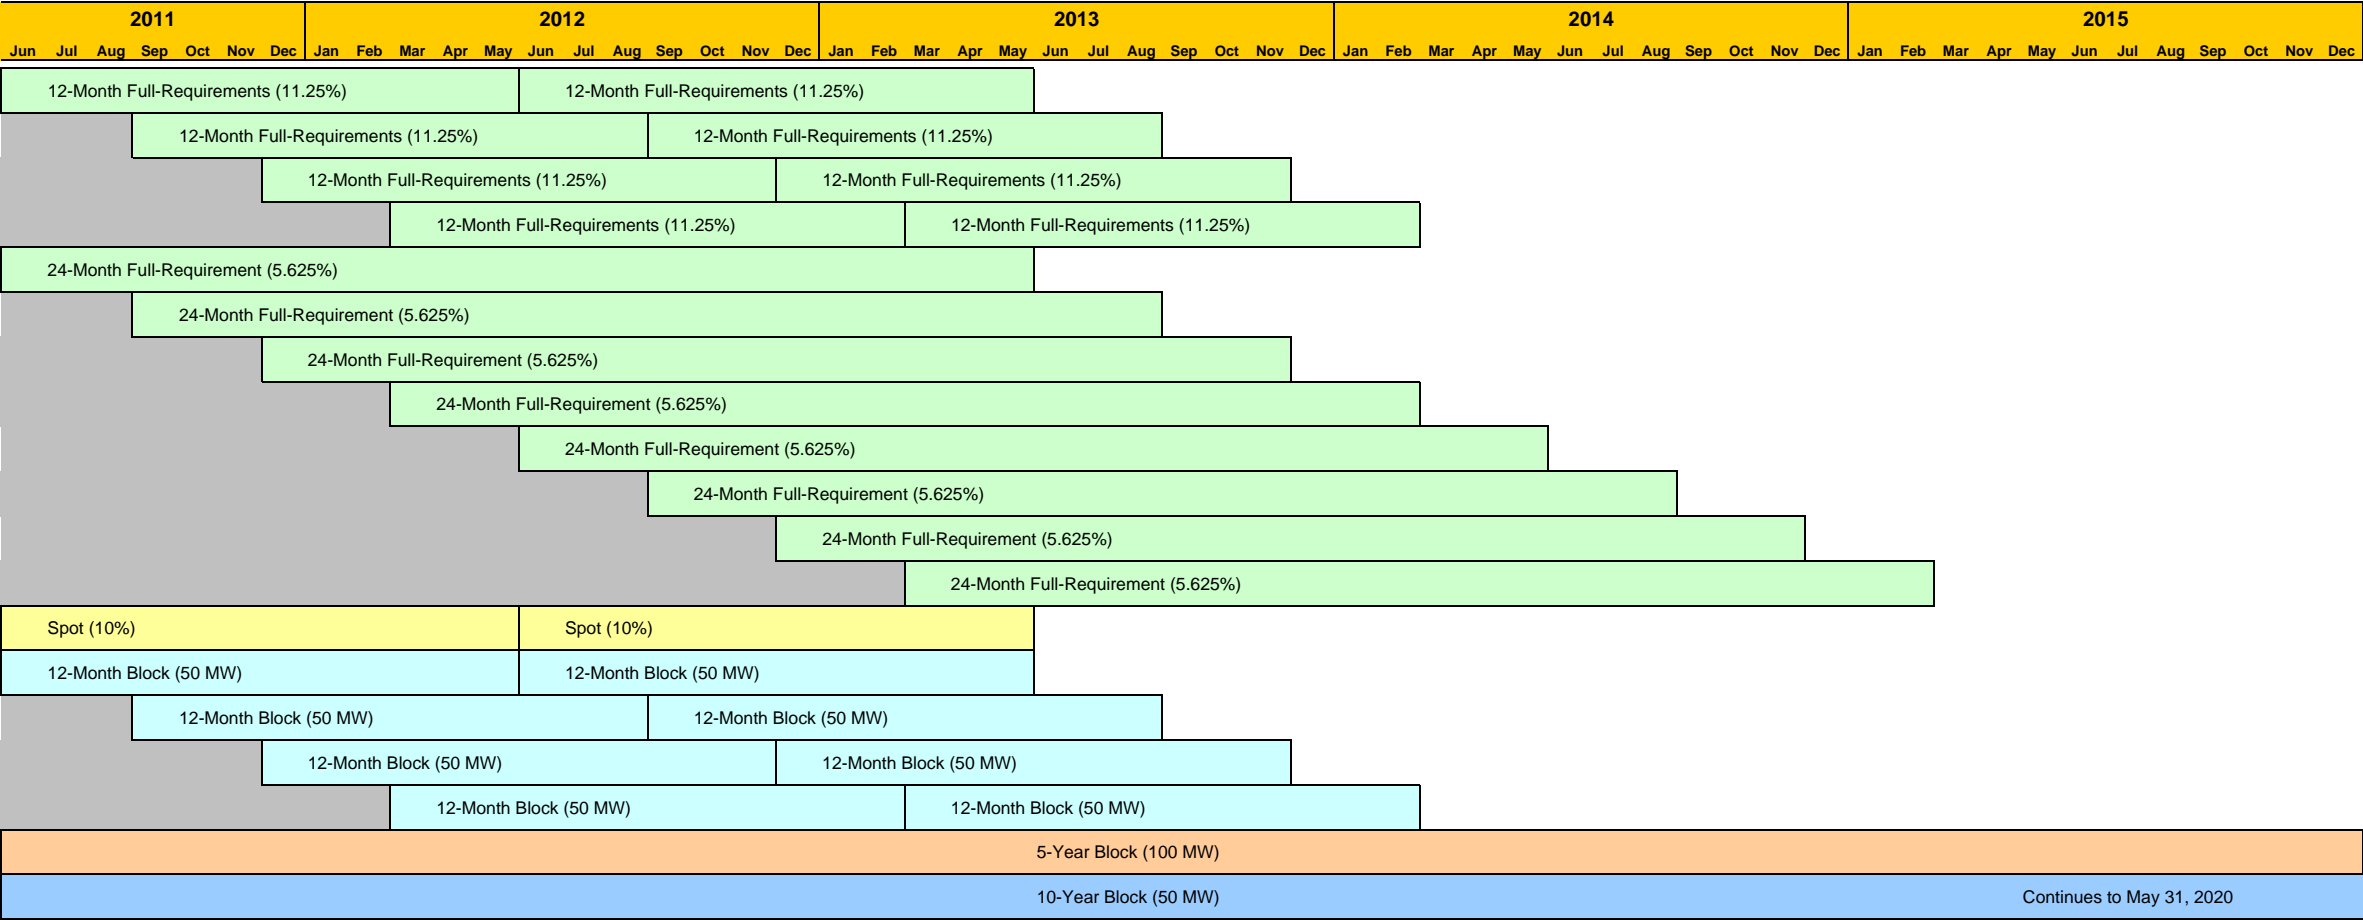 2011 2012 2013 2014 2015
Jun Jul Aug Sep Oct Nov Dec Jan Feb Mar Apr May Jun Jul Aug Sep Oct Nov Dec Jan Feb Mar Apr May Jun Jul Aug Sep Oct Nov Dec Jan Feb Mar Apr May Jun Jul Aug Sep Oct Nov Dec Jan Feb Mar Apr May Jun Jul Aug Sep Oct Nov Dec
12-Month Full-Requirements (11.25%) 12-Month Full-Requirements (11.25%)
12-Month Full-Requirements (11.25%) 12-Month Full-Requirements (11.25%)
12-Month Full-Requirements (11.25%) 12-Month Full-Requirements (11.25%)
12-Month Full-Requirements (11.25%) 12-Month Full-Requirements (11.25%)
24-Month Full-Requirement (5.625%)
24-Month Full-Requirement (5.625%)
24-Month Full-Requirement (5.625%)
24-Month Full-Requirement (5.625%)
24-Month Full-Requirement (5.625%)
24-Month Full-Requirement (5.625%)
24-Month Full-Requirement (5.625%)
24-Month Full-Requirement (5.625%)
Spot (10%) Spot (10%)
12-Month Block (50 MW) 12-Month Block (50 MW)
12-Month Block (50 MW) 12-Month Block (50 MW)
12-Month Block (50 MW) 12-Month Block (50 MW)
12-Month Block (50 MW) 12-Month Block (50 MW)
5-Year Block (100 MW)
10-Year Block (50 MW) Continues to May 31, 2020